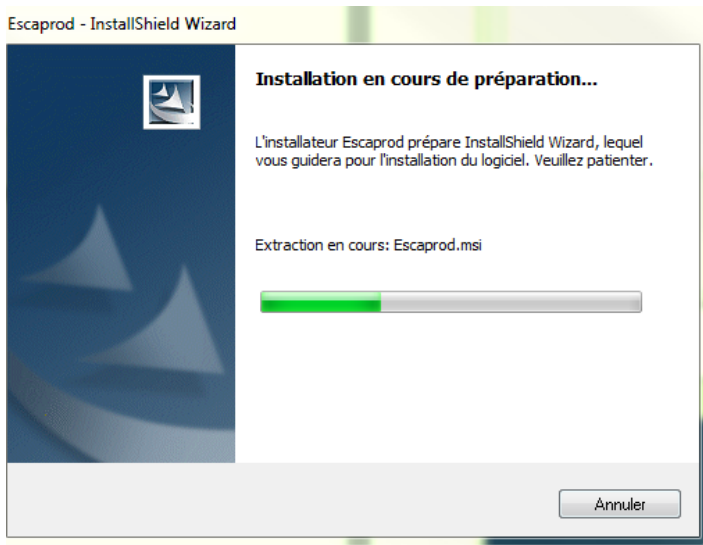 Escaprod - InstallShield Wizard
Installation en cours de préparation...
L'installateur Escaprod prépare InstallShield Wizard, lequel
vous guidera pour l'installation du logiciel. Veuillez patienter.
Extraction en cours: Escaprod.msi
Annuler